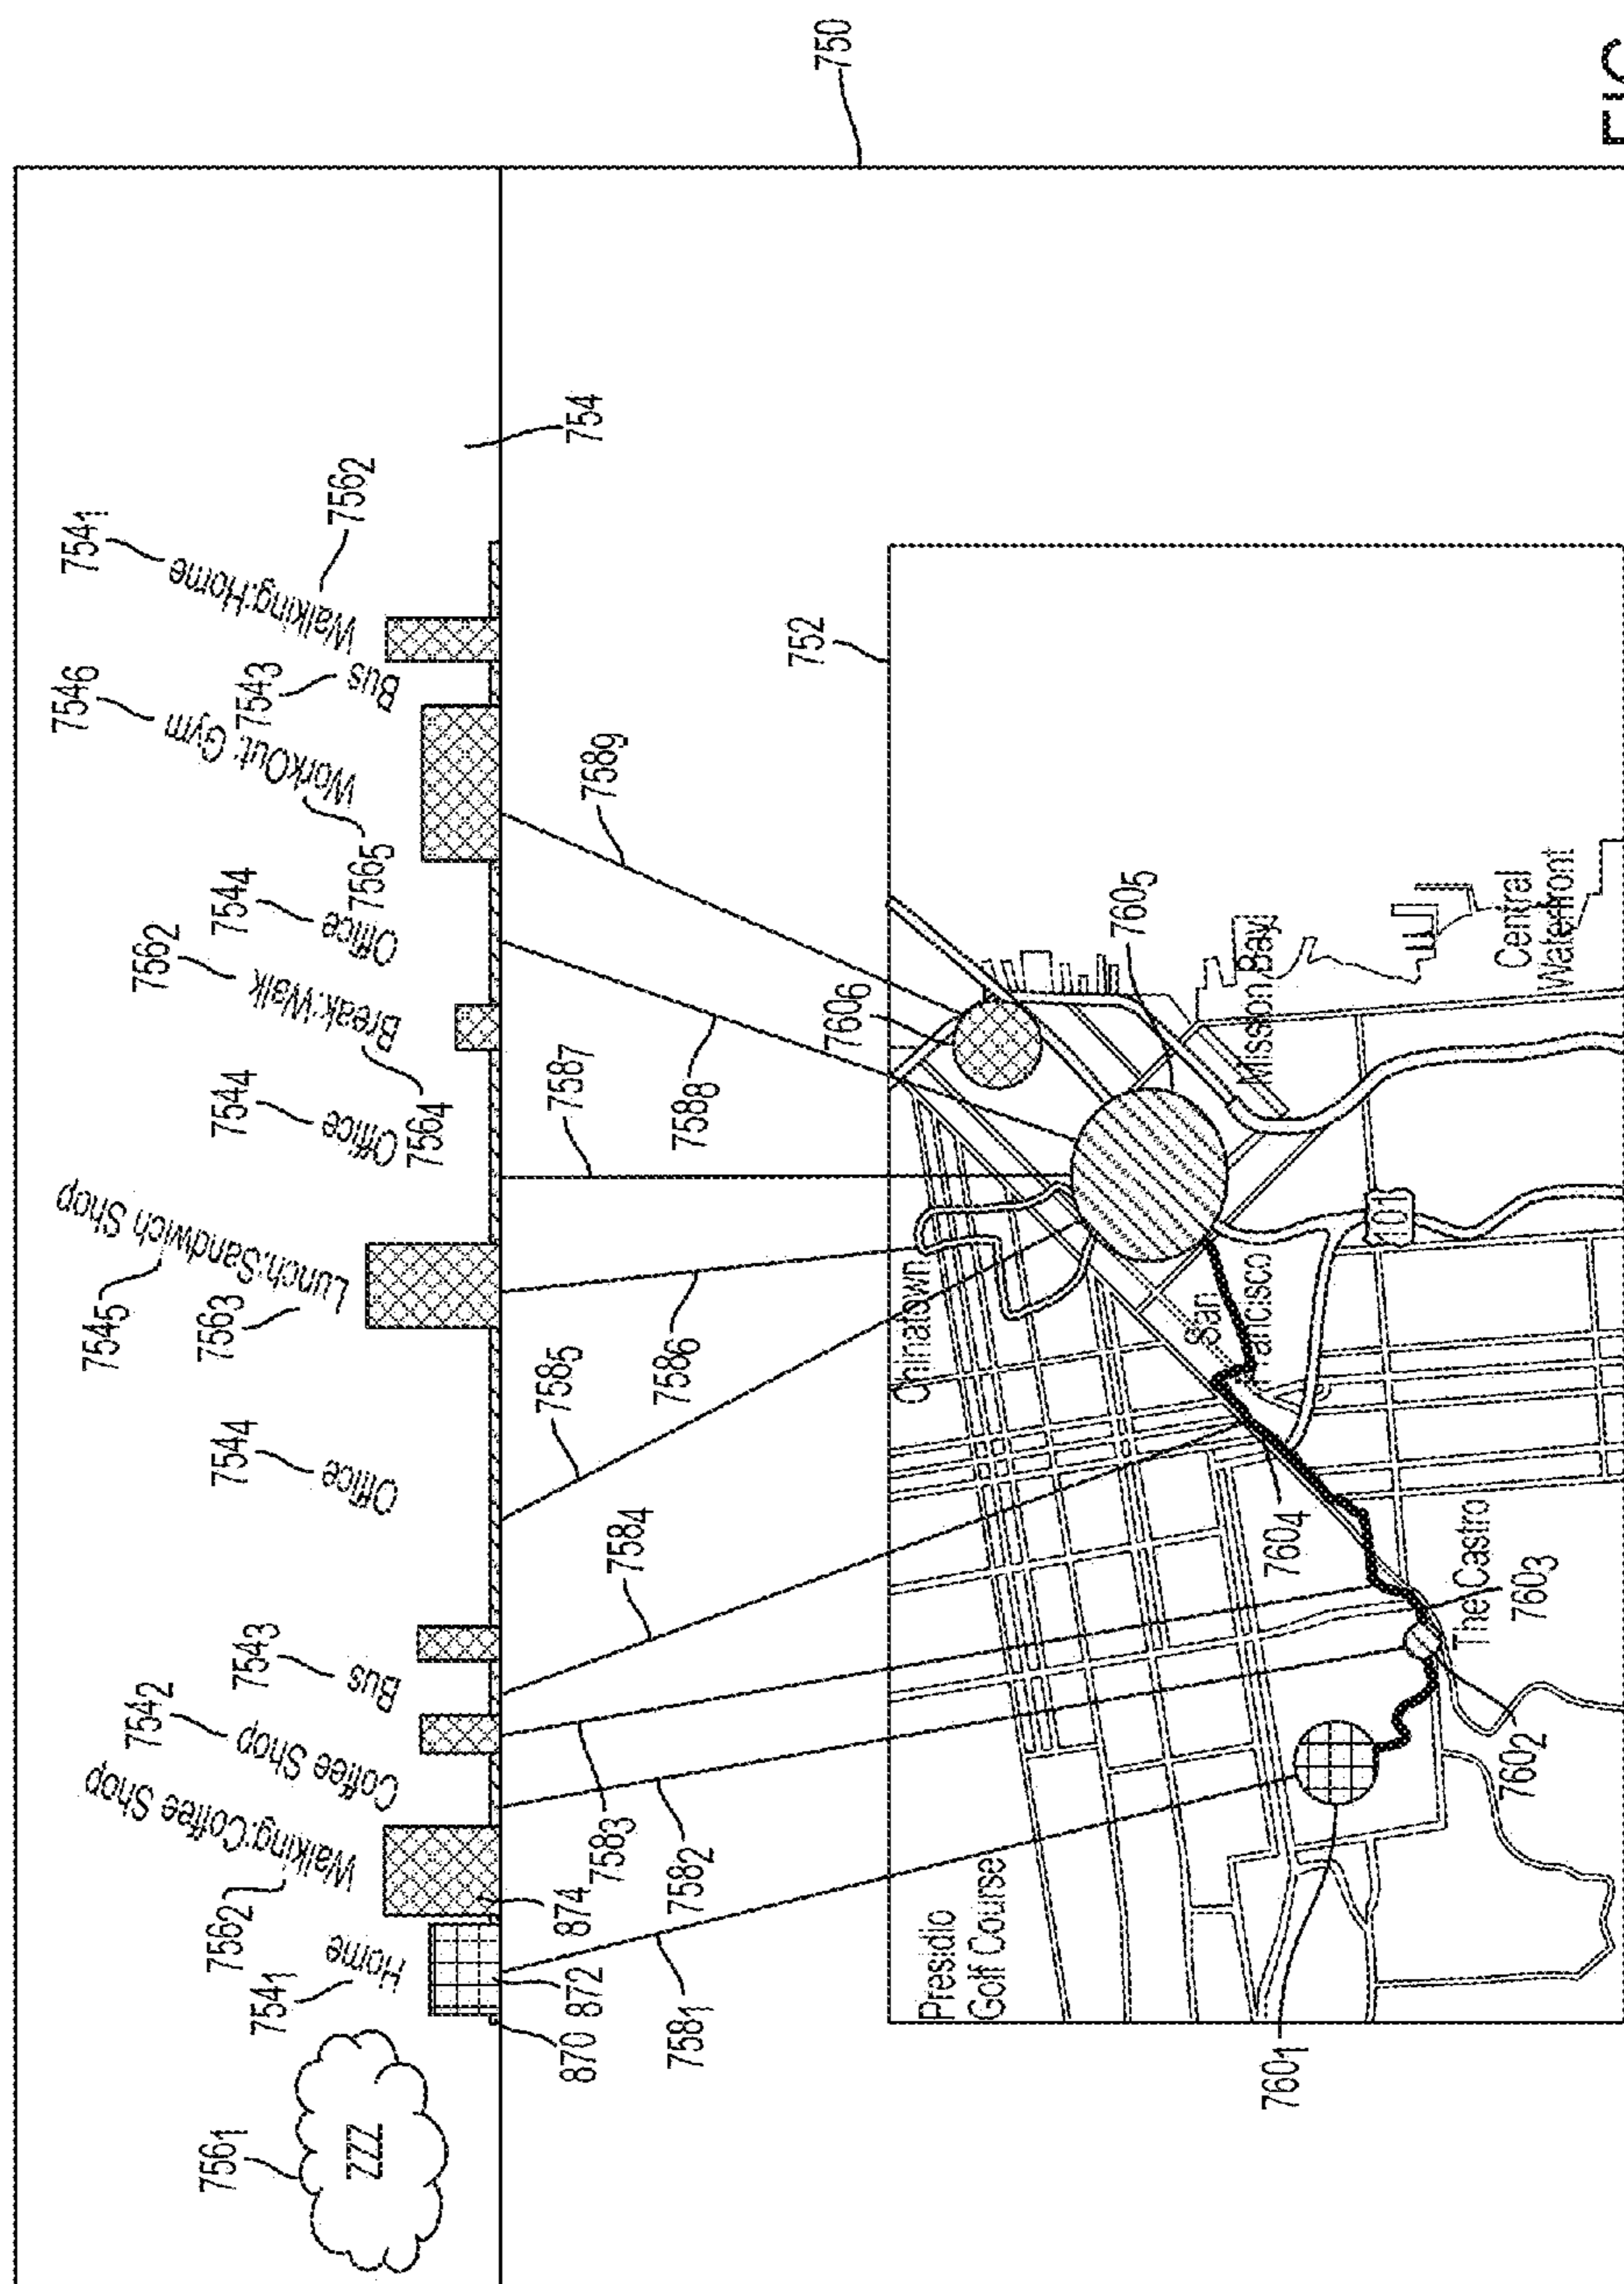 756₁
ZZZ
754₁
Home
756₂
Walking:Coffee Shop
754₂
Coffee Shop
754₃
Bus
754₄
Office
754₅
756₃
Lunch:Sandwich Shop
754₄
Office
756₄
756₂
Break:Walk
754₄
Office
756₅
754₆
WorkOut: Gym
754₃
Bus
754₁
Walking:Home
756₂
754
870
872
874
758₁
758₂
758₃
758₄
758₅
758₆
758₇
758₈
758₉
750
752
Presidio
Golf Course
Chinatown
760₆
760₅
San
Francisco
Mission Bay
101
Central
Waterfront
760₄
The Castro
760₃
760₂
760₁